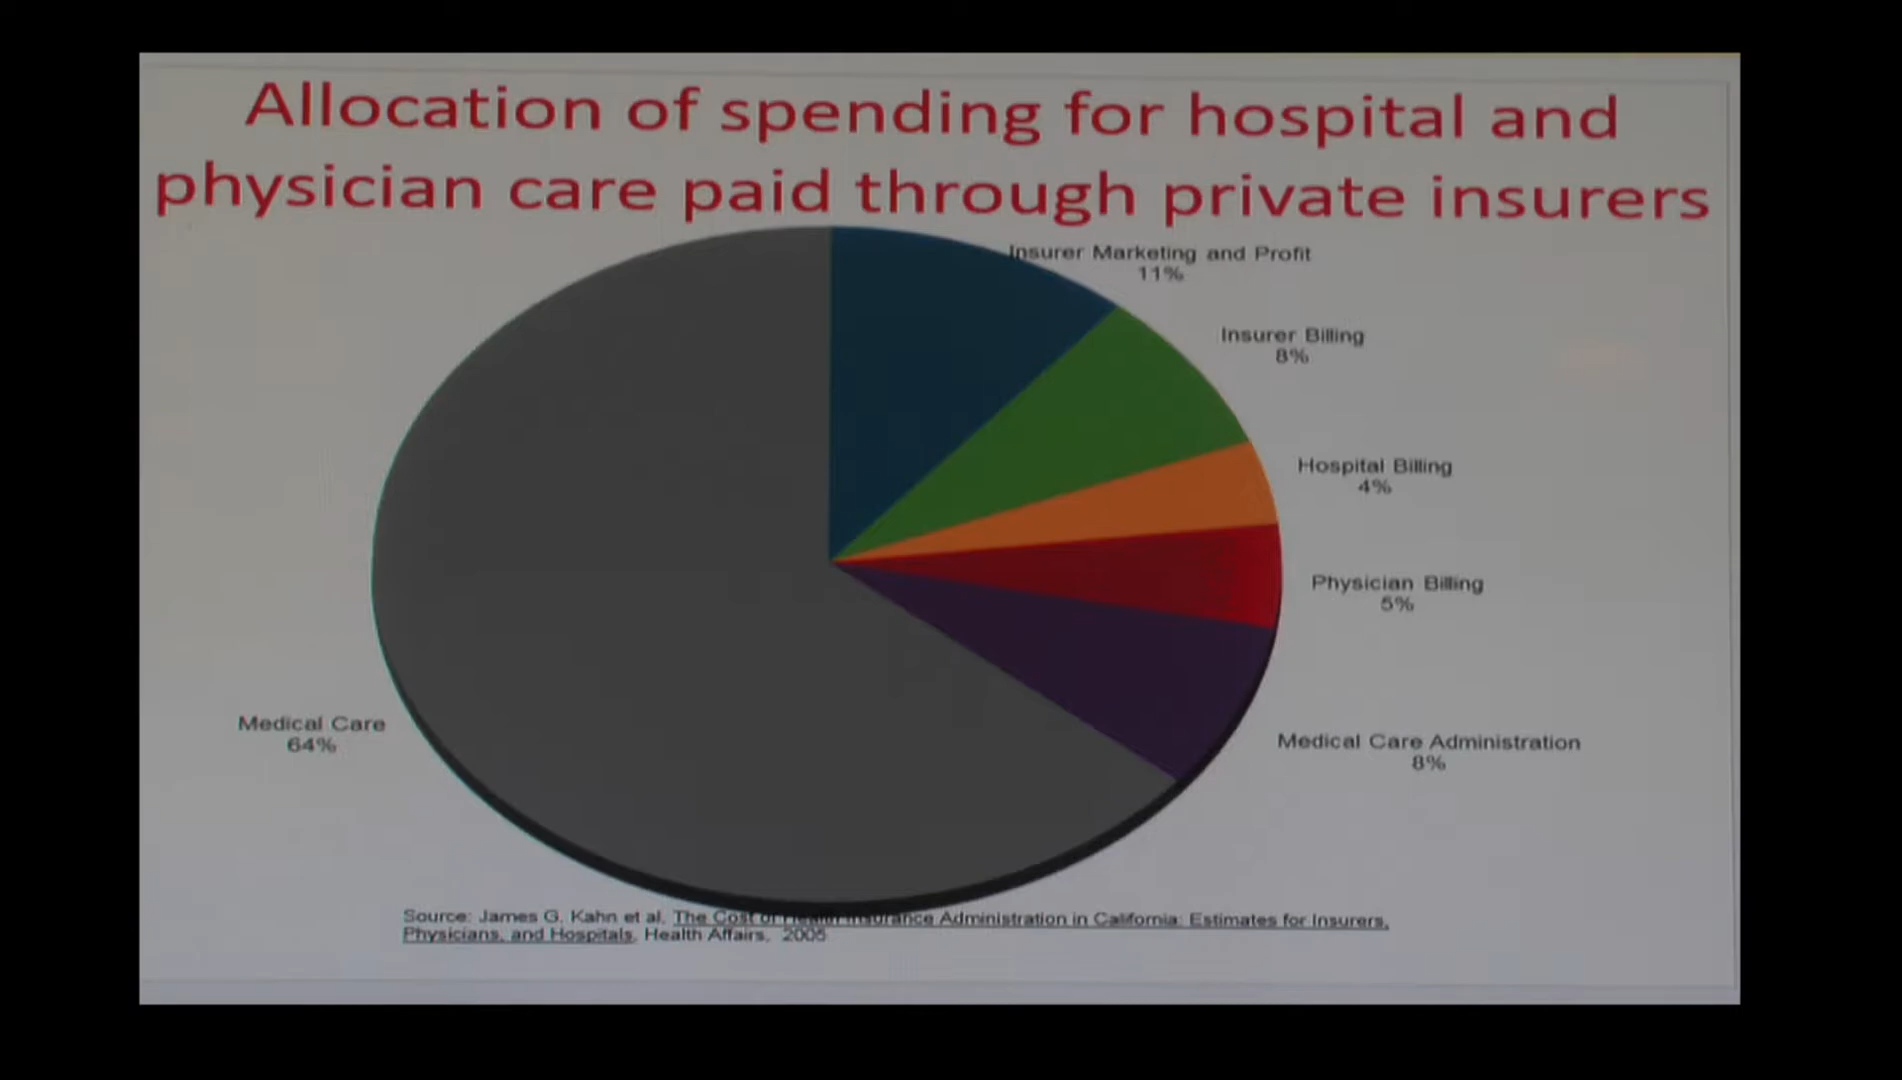 Allocation of spending for hospital and
physician care paid through private insurers
Insurer Marketing and Profit
11%
Insurer Billing
8%
Hospital Billing
4%
Physician Billing
5%
Medical Care Administration
8%
Medical Care
64%
Source: James G. Kahn et al, The Cost of Health Insurance Administration in California: Estimates for Insurers,
Physicians, and Hospitals, Health Affairs, 2005